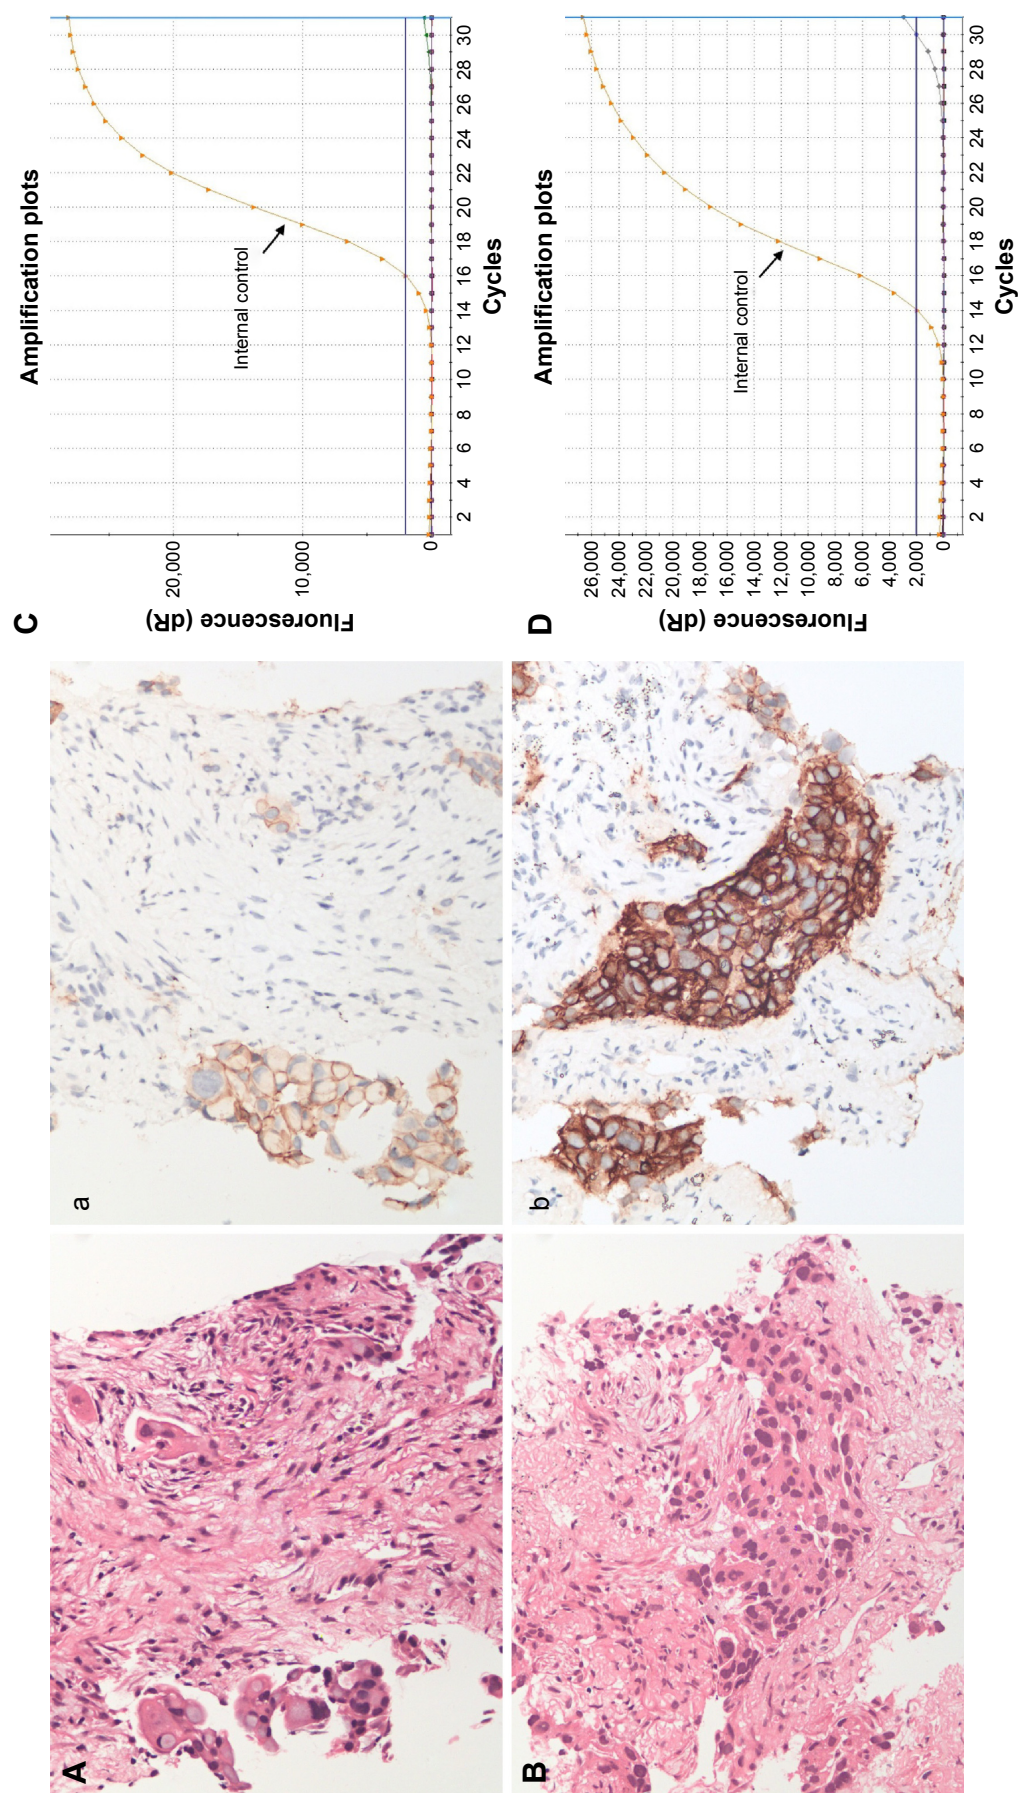 A
a
C
Amplification plots
Fluorescence (dR)
20,000
10,000
0
Internal control
2 4 6 8 10 12 14 16 18 20 22 24 26 28 30
Cycles
B
b
D
Amplification plots
Fluorescence (dR)
26,000
24,000
22,000
20,000
18,000
16,000
14,000
12,000
10,000
8,000
6,000
4,000
2,000
0
Internal control
2 4 6 8 10 12 14 16 18 20 22 24 26 28 30
Cycles